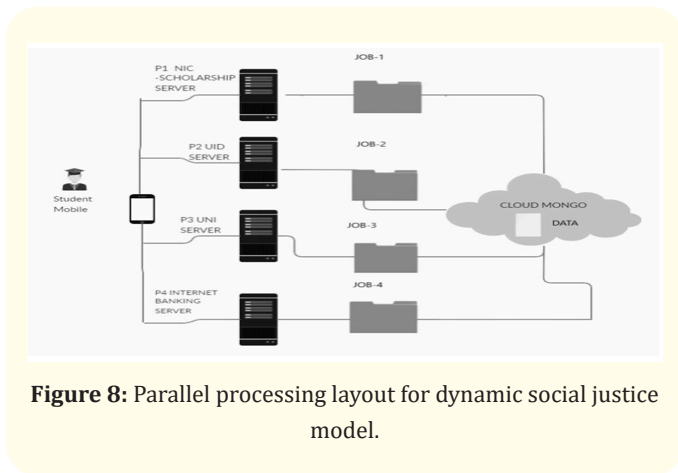 JOB-1
P1 NIC
-SCHOLARSHIP
SERVER
JOB-2
P2 UID
SERVER
Student
Mobile
CLOUD MONGO
DATA
P3 UNI
SERVER
JOB-3
JOB-4
P4 INTERNET
BANKING
SERVER
Figure 8: Parallel processing layout for dynamic social justice
model.